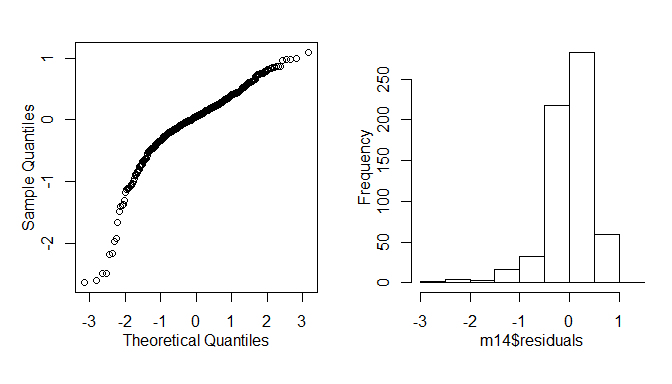 Sample Quantiles
1
0
-1
-2
-3 -2 -1 0 1 2 3
Theoretical Quantiles
Frequency
250
200
150
100
50
0
-3 -2 -1 0 1
m14$residuals